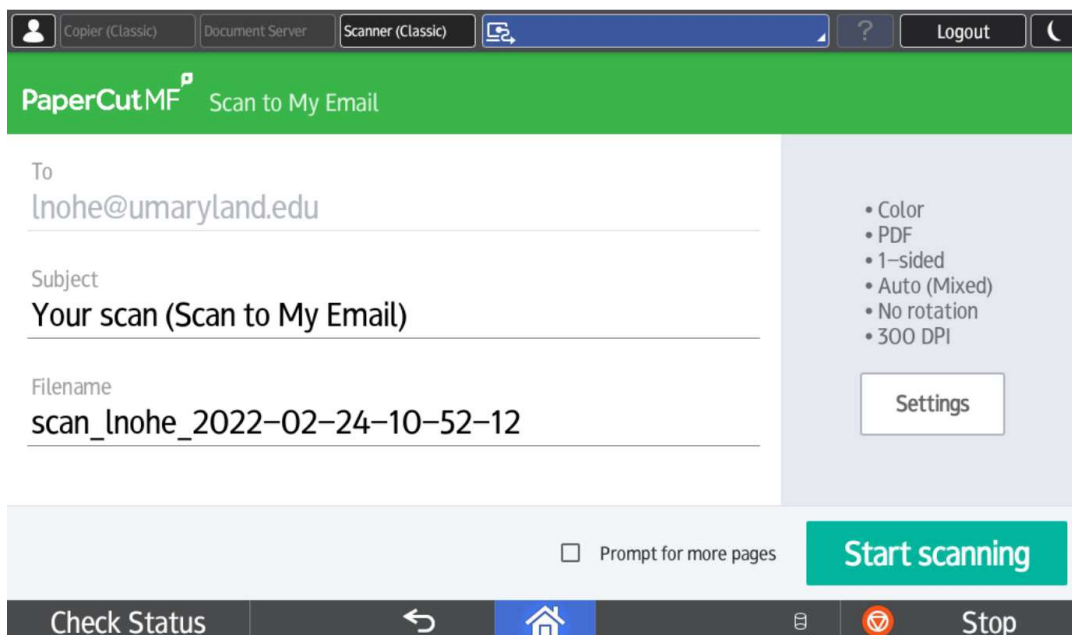 Copier (Classic) Document Server Scanner (Classic) ? Logout
PaperCutMF Scan to My Email
To
lnohe@umaryland.edu
Subject
Your scan (Scan to My Email)
Filename
scan_lnohe_2022-02-24-10-52-12
• Color
• PDF
• 1-sided
• Auto (Mixed)
• No rotation
• 300 DPI
Settings
Prompt for more pages Start scanning
Check Status Stop